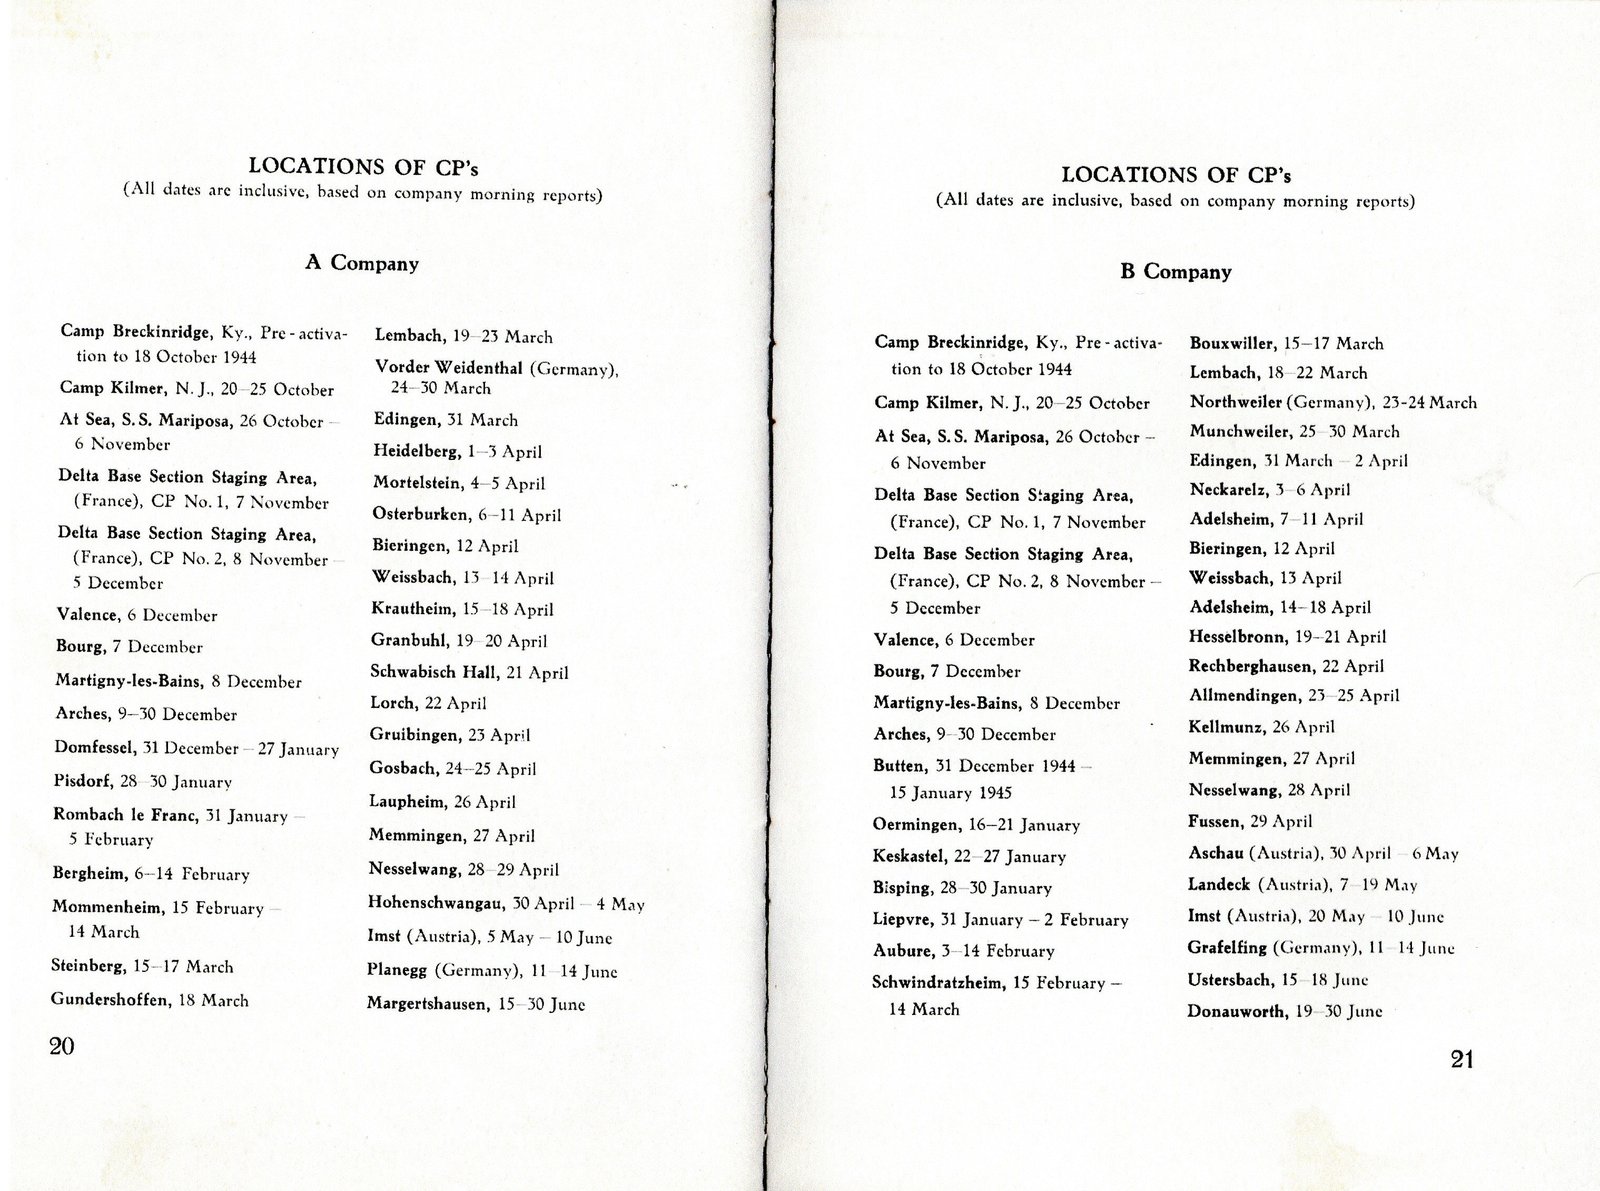 LOCATIONS OF CP's
(All dates are inclusive, based on company morning reports)
A Company
Camp Breckinridge, Ky., Pre-activa-
tion to 18 October 1944
Camp Kilmer, N. J., 20–25 October
At Sea, S. S. Mariposa, 26 October –
6 November
Delta Base Section Staging Area,
(France), CP No. 1, 7 November
Delta Base Section Staging Area,
(France), CP No. 2, 8 November –
5 December
Valence, 6 December
Bourg, 7 December
Martigny-les-Bains, 8 December
Arches, 9–30 December
Domfessel, 31 December – 27 January
Pisdorf, 28–30 January
Rombach le Franc, 31 January –
5 February
Bergheim, 6–14 February
Mommenheim, 15 February –
14 March
Steinberg, 15–17 March
Gundershoffen, 18 March
Lembach, 19–23 March
Vorder Weidenthal (Germany),
24–30 March
Edingen, 31 March
Heidelberg, 1–3 April
Mortelstein, 4–5 April
Osterburken, 6–11 April
Bieringen, 12 April
Weissbach, 13–14 April
Krautheim, 15–18 April
Granbuhl, 19–20 April
Schwabisch Hall, 21 April
Lorch, 22 April
Gruibingen, 23 April
Gosbach, 24–25 April
Laupheim, 26 April
Memmingen, 27 April
Nesselwang, 28–29 April
Hohenschwangau, 30 April – 4 May
Imst (Austria), 5 May – 10 June
Planegg (Germany), 11–14 June
Margertshausen, 15–30 June
20
LOCATIONS OF CP's
(All dates are inclusive, based on company morning reports)
B Company
Camp Breckinridge, Ky., Pre-activa-
tion to 18 October 1944
Camp Kilmer, N. J., 20–25 October
At Sea, S. S. Mariposa, 26 October –
6 November
Delta Base Section Staging Area,
(France), CP No. 1, 7 November
Delta Base Section Staging Area,
(France), CP No. 2, 8 November –
5 December
Valence, 6 December
Bourg, 7 December
Martigny-les-Bains, 8 December
Arches, 9–30 December
Butten, 31 December 1944 –
15 January 1945
Oermingen, 16–21 January
Keskastel, 22–27 January
Bisping, 28–30 January
Liepvre, 31 January – 2 February
Aubure, 3–14 February
Schwindratzheim, 15 February –
14 March
Bouxwiller, 15–17 March
Lembach, 18–22 March
Northweiler (Germany), 23-24 March
Munchweiler, 25–30 March
Edingen, 31 March – 2 April
Neckarelz, 3–6 April
Adelsheim, 7–11 April
Bieringen, 12 April
Weissbach, 13 April
Adelsheim, 14–18 April
Hesselbronn, 19–21 April
Rechberghausen, 22 April
Allmendingen, 23–25 April
Kellmunz, 26 April
Memmingen, 27 April
Nesselwang, 28 April
Fussen, 29 April
Aschau (Austria), 30 April – 6 May
Landeck (Austria), 7–19 May
Imst (Austria), 20 May – 10 June
Grafelfing (Germany), 11–14 June
Ustersbach, 15–18 June
Donauworth, 19–30 June
21